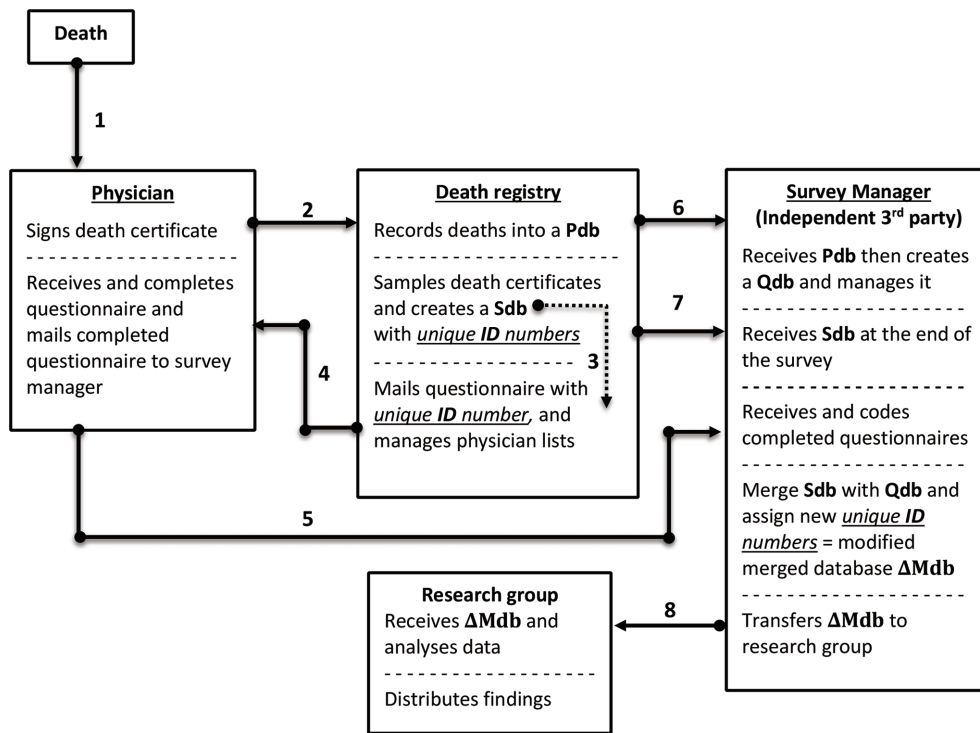 Death
1
Physician
Signs death certificate
Receives and completes
questionnaire and
mails completed
questionnaire to survey
manager
2
Death registry
Records deaths into a Pdb
Samples death certificates
and creates a Sdb
with unique ID numbers
3
Mails questionnaire with
unique ID number, and
manages physician lists
4
5
6
7
Survey Manager
(Independent 3rd party)
Receives Pdb then creates
a Qdb and manages it
Receives Sdb at the end of
the survey
Receives and codes
completed questionnaires
Merge Sdb with Qdb and
assign new unique ID
numbers = modified
merged database ΔMdb
Transfers ΔMdb to
research group
8
Research group
Receives ΔMdb and
analyses data
Distributes findings